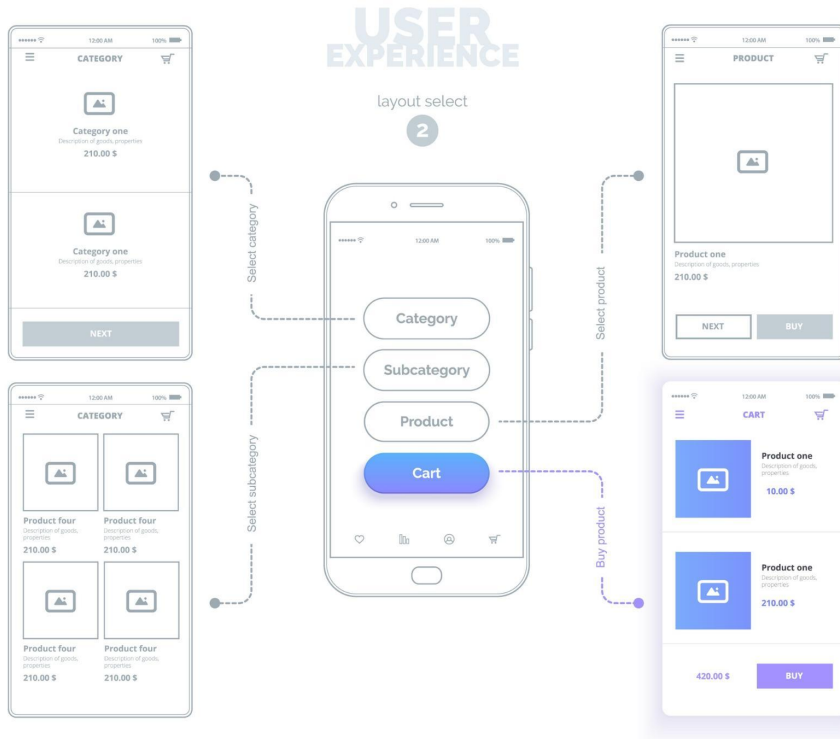 USER
EXPERIENCE
layout select
2
12:00 AM 100%
CATEGORY
Category one
Description of goods, properties
210.00 $
Category one
Description of goods, properties
210.00 $
NEXT
12:00 AM 100%
CATEGORY
Product four
Description of goods,
properties
210.00 $
Product four
Description of goods,
properties
210.00 $
Product four
Description of goods,
properties
210.00 $
Product four
Description of goods,
properties
210.00 $
Select category
Select subcategory
12:00 AM 100%
Category
Subcategory
Product
Cart
Select product
Buy product
12:00 AM 100%
PRODUCT
Product one
Description of goods, properties
210.00 $
NEXT
BUY
12:00 AM 100%
CART
Product one
Description of goods,
properties
10.00 $
Product one
Description of goods,
properties
210.00 $
420.00 $
BUY